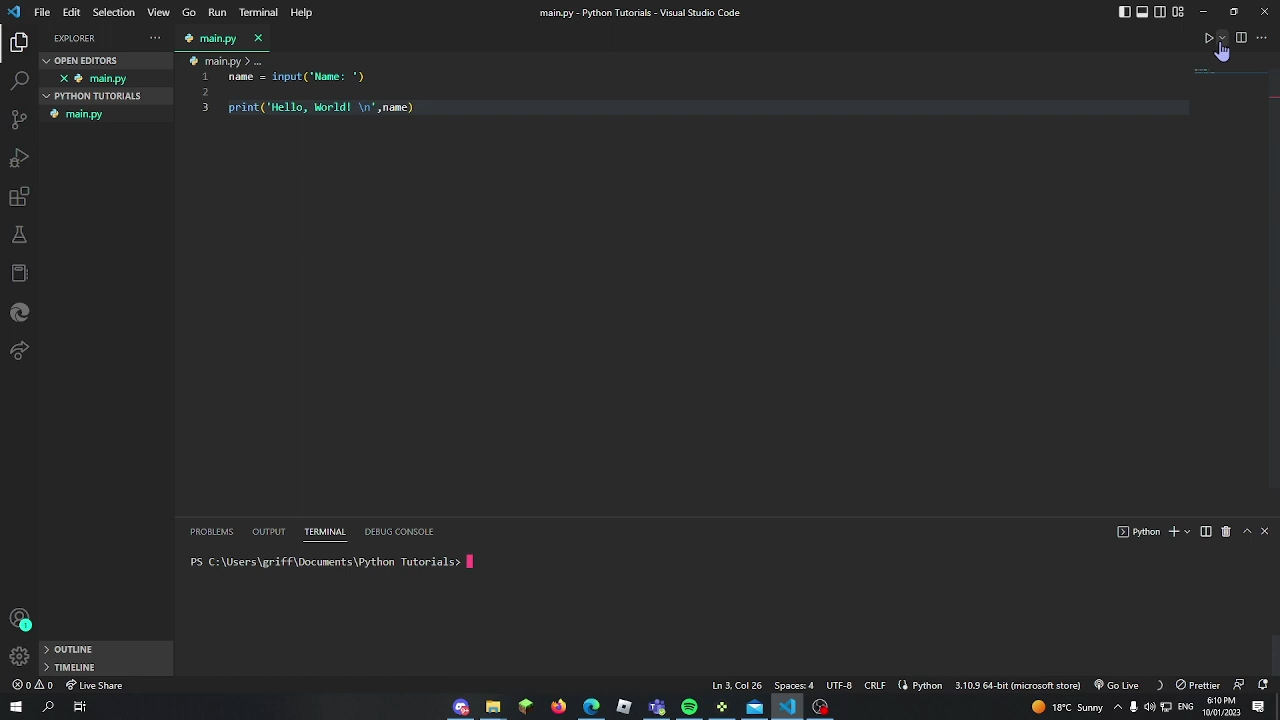 File Edit Selection View Go Run Terminal Help
main.py - Python Tutorials - Visual Studio Code
EXPLORER
main.py
OPEN EDITORS
main.py
PYTHON TUTORIALS
main.py
main.py > ...
1 name = input('Name: ')
2
3 print('Hello, World! \n',name)
PROBLEMS OUTPUT TERMINAL DEBUG CONSOLE
Python
PS C:\Users\griff\Documents\Python Tutorials>
1
OUTLINE
TIMELINE
0 0 Live Share
Ln 3, Col 26 Spaces: 4 UTF-8 CRLF Python 3.10.9 64-bit (microsoft store) Go Live Prettier
18°C Sunny ENG 6:10 PM
10/01/2023